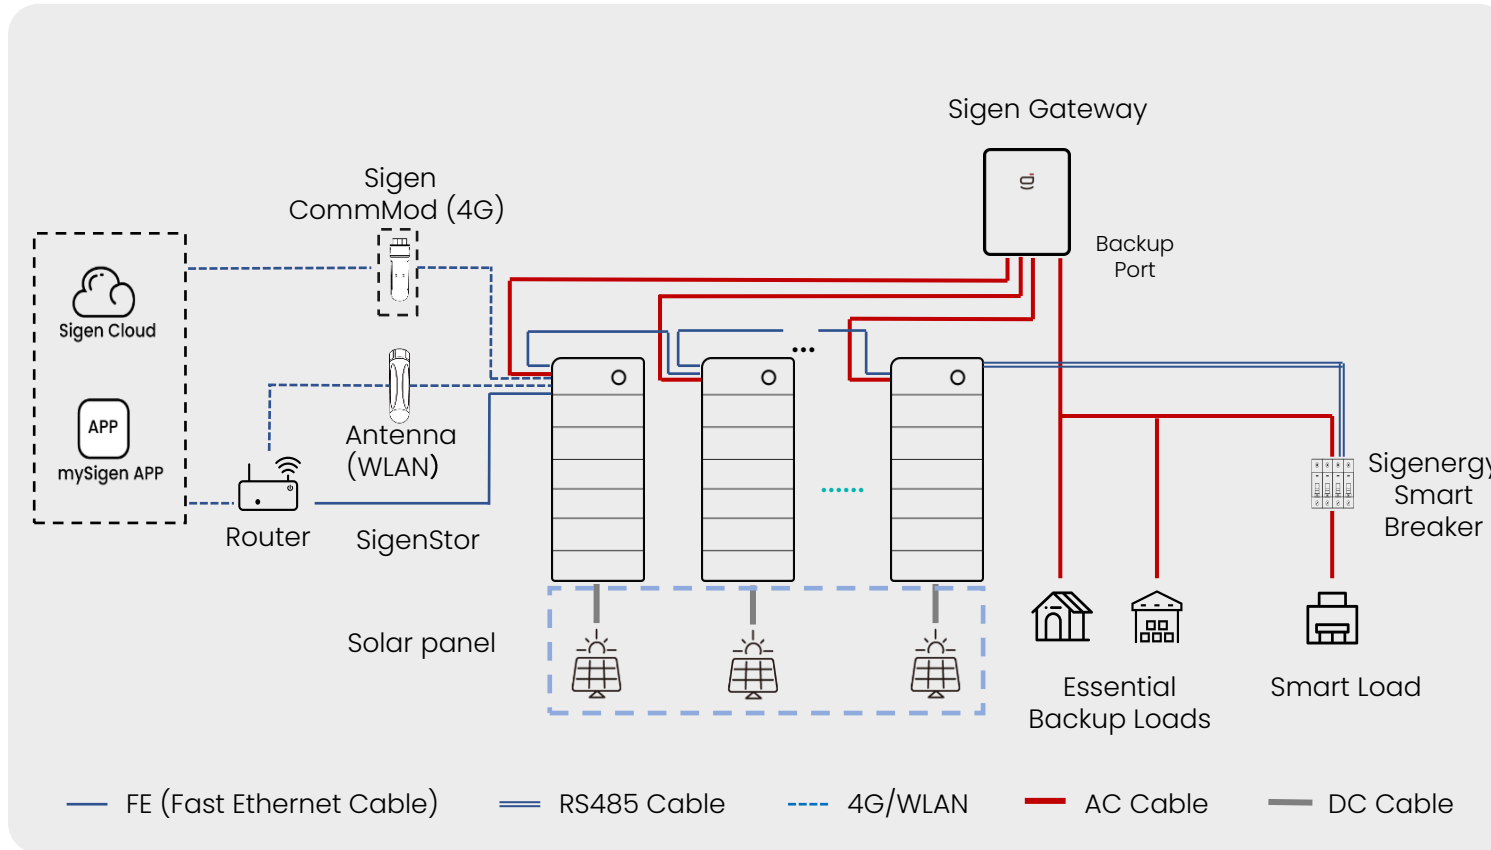 Sigen Gateway
Sigen
CommMod (4G)
Backup
Port
Sigen Cloud
APP
mySigen APP
Antenna
(WLAN)
Router
SigenStor
Sigenergy
Smart
Breaker
Solar panel
Essential
Backup Loads
Smart Load
FE (Fast Ethernet Cable)
RS485 Cable
4G/WLAN
AC Cable
DC Cable